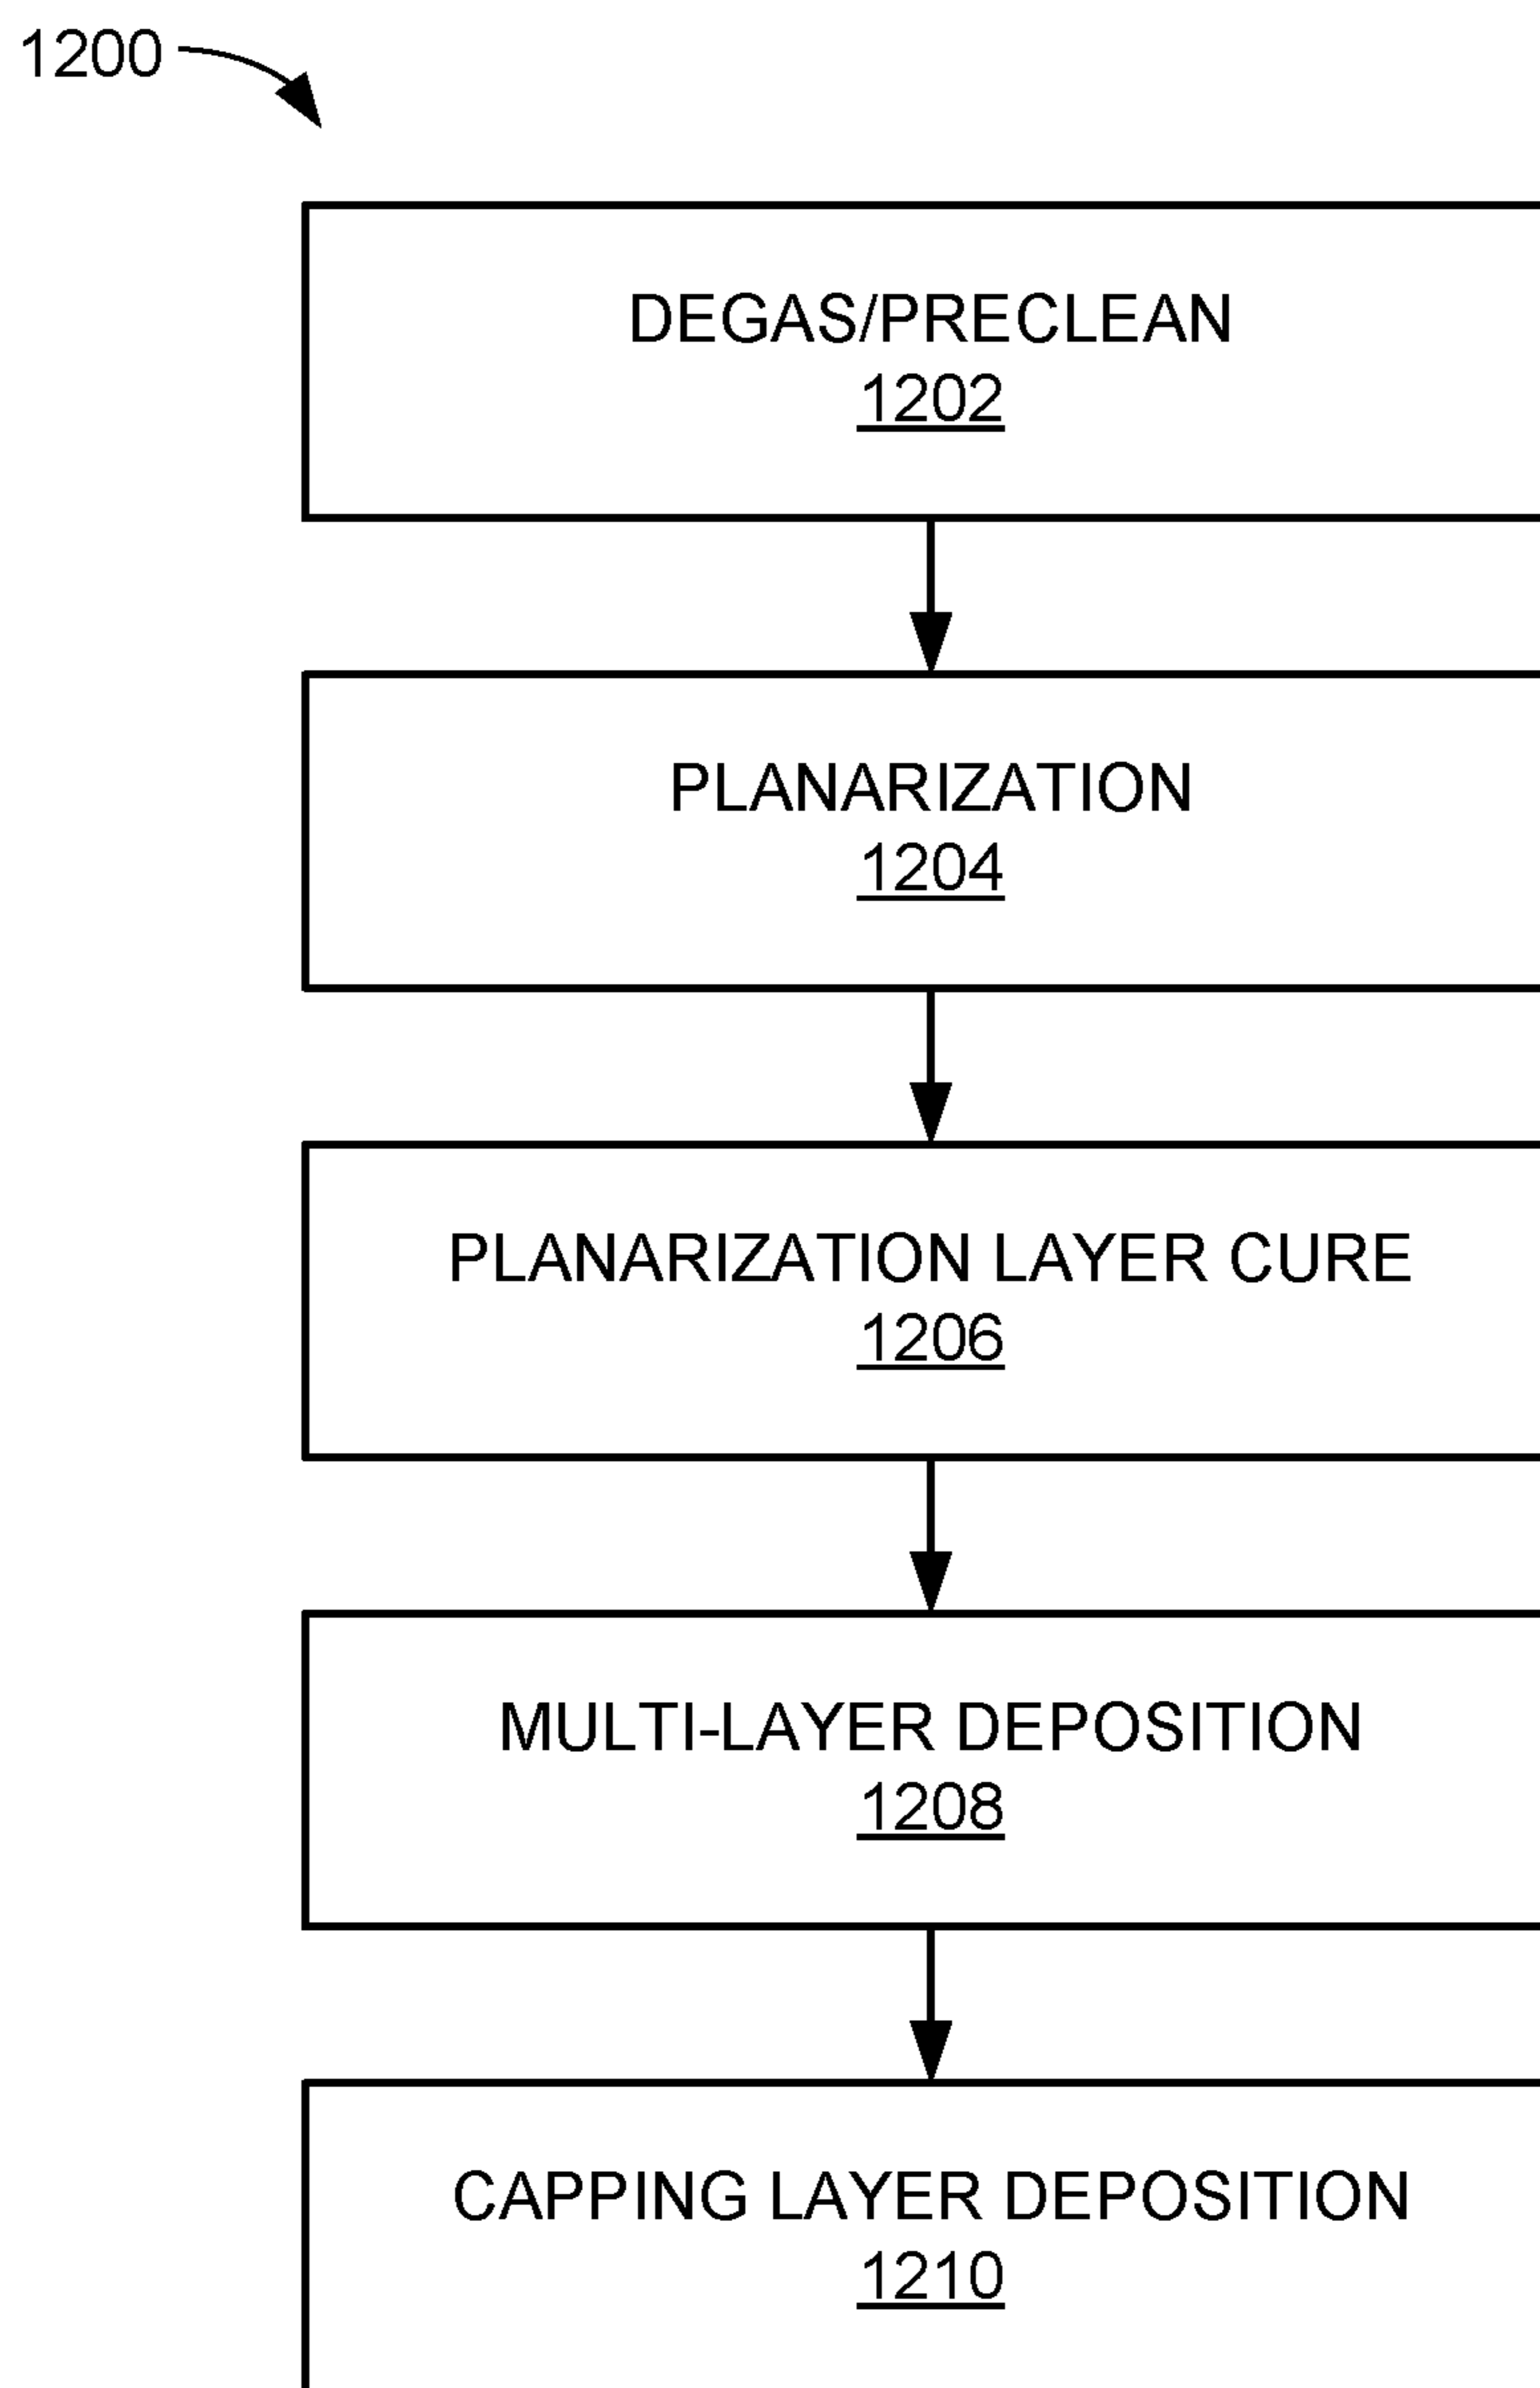 1200
DEGAS/PRECLEAN
1202
PLANARIZATION
1204
PLANARIZATION LAYER CURE
1206
MULTI-LAYER DEPOSITION
1208
CAPPING LAYER DEPOSITION
1210